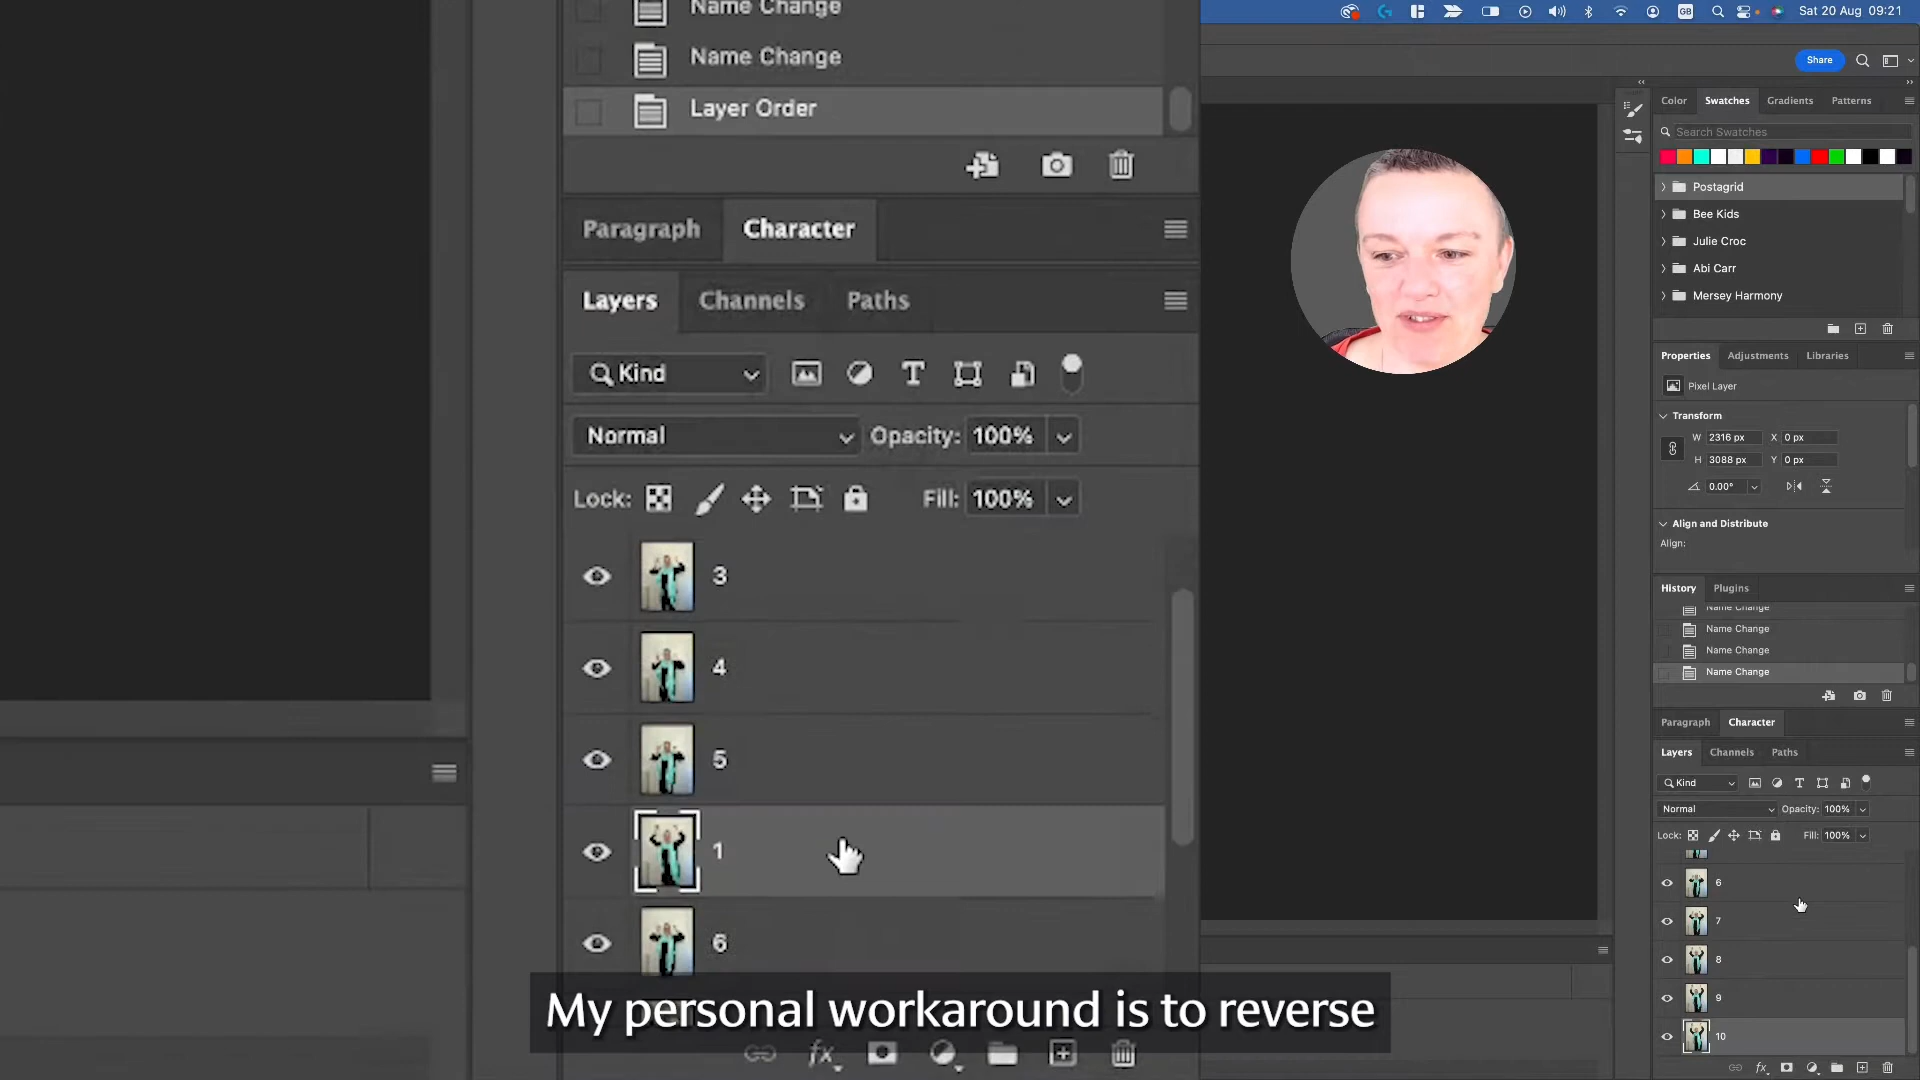 Name Change
Name Change
Layer Order
Paragraph
Character
Layers
Channels
Paths
Kind
Normal
Opacity: 100%
Lock:
Fill: 100%
3
4
5
1
6
My personal workaround is to reverse
fx
GB
Sat 20 Aug 09:21
Share
Color
Swatches
Gradients
Patterns
Search Swatches
Postagrid
Bee Kids
Julie Croc
Abi Carr
Mersey Harmony
Properties
Adjustments
Libraries
Pixel Layer
Transform
W 2316 px X 0 px
H 3088 px Y 0 px
0.00°
Align and Distribute
Align:
History
Plugins
Name Change
Name Change
Name Change
Name Change
Paragraph
Character
Layers
Channels
Paths
Kind
Normal
Opacity: 100%
Lock:
Fill: 100%
6
7
8
9
10
fx